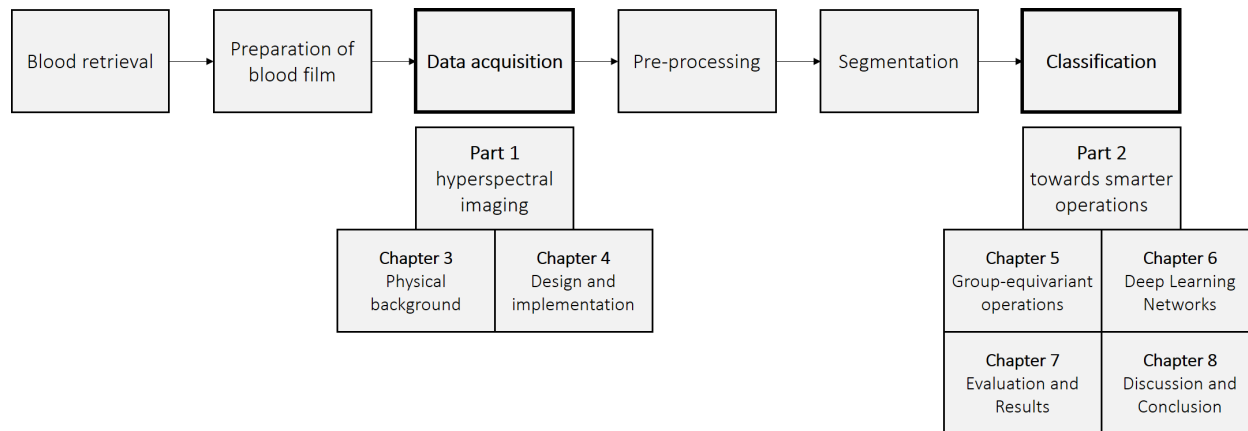 Blood retrieval
Preparation of
blood film
Data acquisition
Pre-processing
Segmentation
Classification
Part 1
hyperspectral
imaging
Chapter 3
Physical
background
Chapter 4
Design and
implementation
Part 2
towards smarter
operations
Chapter 5
Group-equivariant
operations
Chapter 6
Deep Learning
Networks
Chapter 7
Evaluation and
Results
Chapter 8
Discussion and
Conclusion